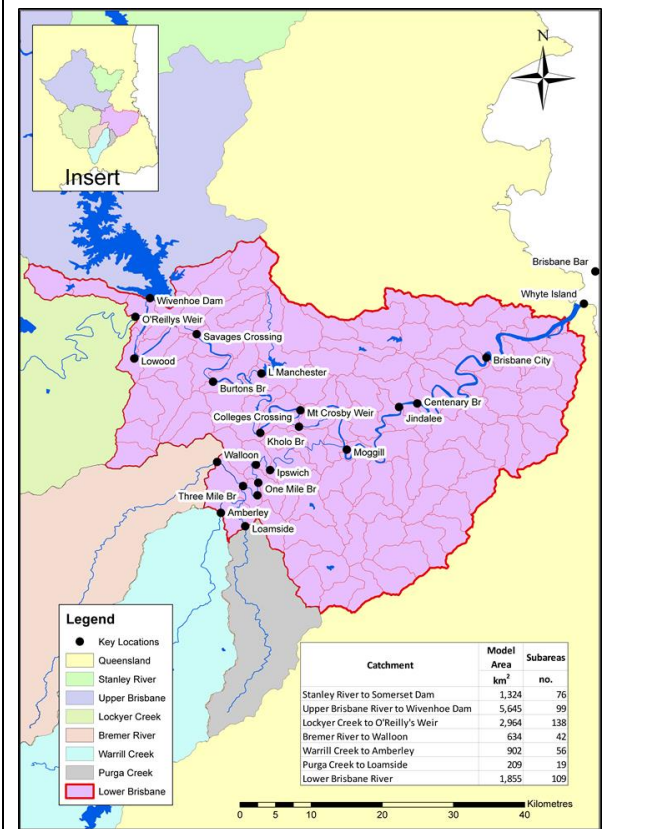 Insert
N
Brisbane Bar
Whyte Island
Wivenhoe Dam
O'Reillys Weir
Savages Crossing
Lowood
Brisbane City
L Manchester
Burtons Br
Centenary Br
Mt Crosby Weir
Colleges Crossing
Jindalee
Kholo Br
Moggill
Walloon
Ipswich
One Mile Br
Three Mile Br
Amberley
Loamside
Legend
Key Locations
Queensland
Stanley River
Upper Brisbane
Lockyer Creek
Bremer River
Warrill Creek
Purga Creek
Lower Brisbane
Catchment Model Area km² Subareas no.
Stanley River to Somerset Dam 1,324 76
Upper Brisbane River to Wivenhoe Dam 5,645 99
Lockyer Creek to O'Reilly's Weir 2,964 138
Bremer River to Walloon 634 42
Warrill Creek to Amberley 902 56
Purga Creek to Loamside 209 19
Lower Brisbane River 1,855 109
Kilometres
0 5 10 20 30 40